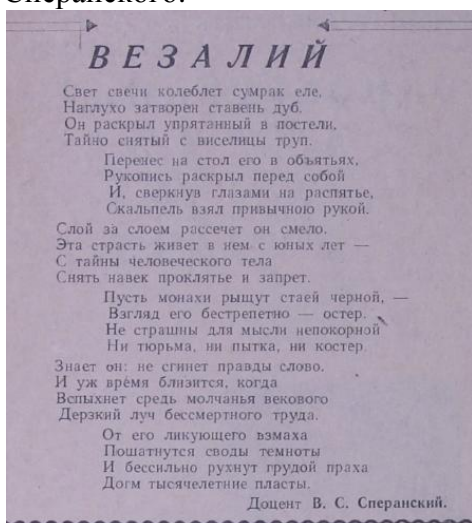 Сперанского.
ВЕЗАЛИЙ
Свет свечи колеблет сумрак еле,
Наглухо затворен ставень дуб.
Он раскрыл упрятанный в постели,
Тайно снятый с виселицы труп.
Перенес на стол его в объятьях,
Рукопись раскрыл перед собой
И, сверкнув глазами на распятье,
Скальпель взял привычною рукой.
Слой за слоем рассечет он смело.
Эта страсть живет в нем с юных лет —
С тайны человеческого тела
Снять навек проклятье и запрет.
Пусть монахи рыщут стаей черной, —
Взгляд его бестрепетно — остер.
Не страшны для мысли непокорной
Ни тюрьма, ни пытка, ни костер.
Знает он: не сгинет правды слово.
И уж время близится, когда
Вспыхнет средь молчанья векового
Дерзкий луч бессмертного труда.
От его ликующего взмаха
Пошатнутся своды темноты
И бессильно рухнут грудой праха
Догм тысячелетние пласты.
Доцент В. С. Сперанский.